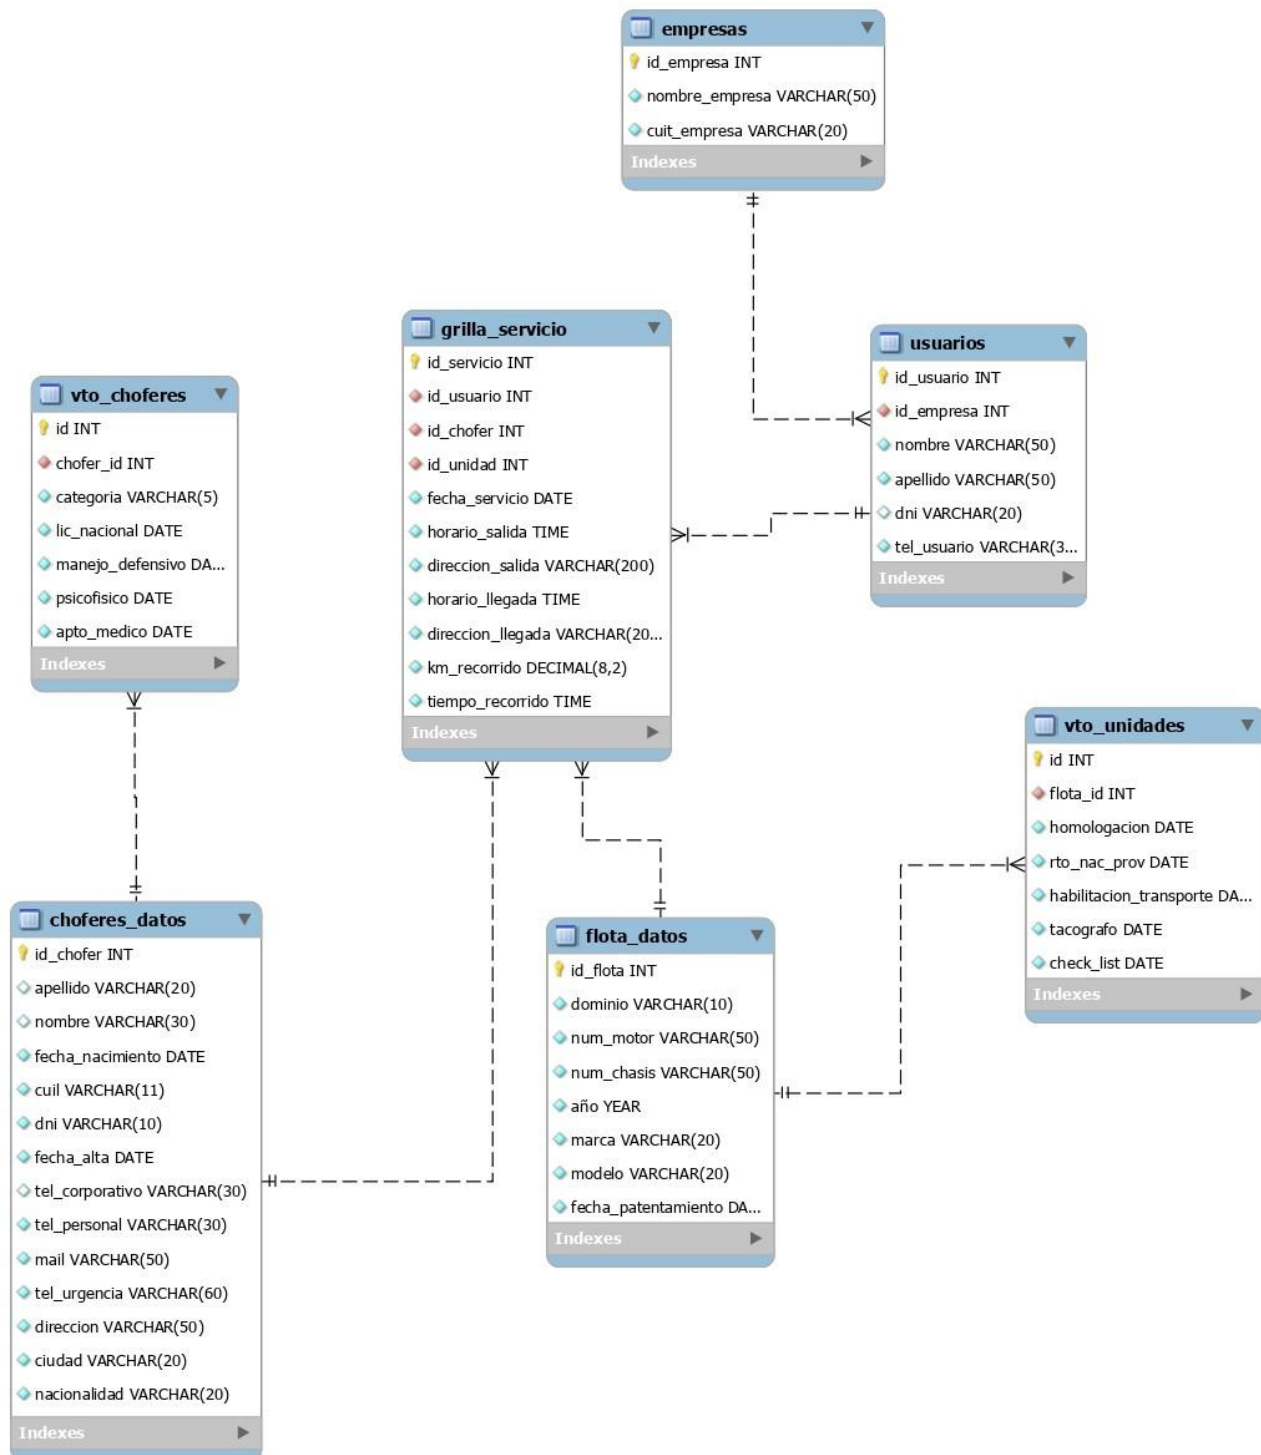 empresas
id_empresa INT
nombre_empresa VARCHAR(50)
cuit_empresa VARCHAR(20)
Indexes
grilla_servicio
id_servicio INT
id_usuario INT
id_chofer INT
id_unidad INT
fecha_servicio DATE
horario_salida TIME
direccion_salida VARCHAR(200)
horario_llegada TIME
direccion_llegada VARCHAR(20...
km_recorrido DECIMAL(8,2)
tiempo_recorrido TIME
Indexes
usuarios
id_usuario INT
id_empresa INT
nombre VARCHAR(50)
apellido VARCHAR(50)
dni VARCHAR(20)
tel_usuario VARCHAR(3...
Indexes
vto_choferes
id INT
chofer_id INT
categoria VARCHAR(5)
lic_nacional DATE
manejo_defensivo DA...
psicofisico DATE
apto_medico DATE
Indexes
vto_unidades
id INT
flota_id INT
homologacion DATE
rto_nac_prov DATE
habilitacion_transporte DA...
tacografo DATE
check_list DATE
Indexes
choferes_datos
id_chofer INT
apellido VARCHAR(20)
nombre VARCHAR(30)
fecha_nacimiento DATE
cuil VARCHAR(11)
dni VARCHAR(10)
fecha_alta DATE
tel_corporativo VARCHAR(30)
tel_personal VARCHAR(30)
mail VARCHAR(50)
tel_urgencia VARCHAR(60)
direccion VARCHAR(50)
ciudad VARCHAR(20)
nacionalidad VARCHAR(20)
Indexes
flota_datos
id_flota INT
dominio VARCHAR(10)
num_motor VARCHAR(50)
num_chasis VARCHAR(50)
año YEAR
marca VARCHAR(20)
modelo VARCHAR(20)
fecha_patentamiento DA...
Indexes